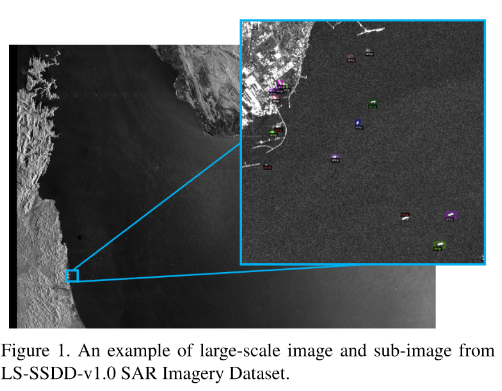 Figure 1. An example of large-scale image and sub-image from
LS-SSDD-v1.0 SAR Imagery Dataset.